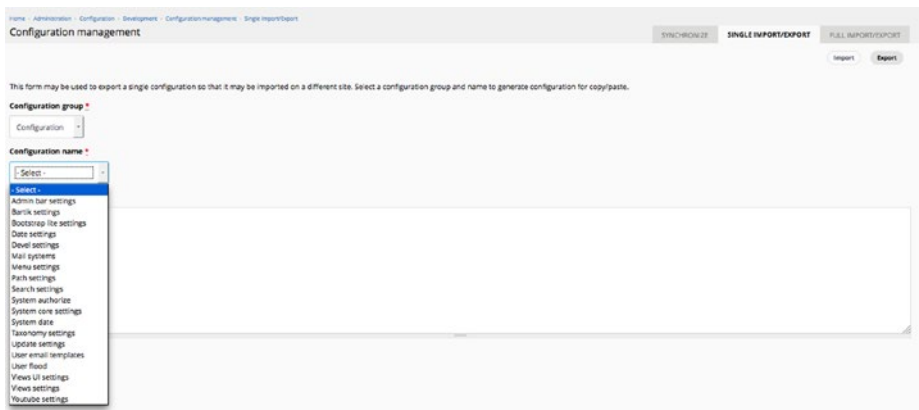 Home › Administration › Configuration › Development › Configuration management › Single Import/Export
Configuration management
SYNCHRONIZE
SINGLE IMPORT/EXPORT
FULL IMPORT/EXPORT
Import
Export
This form may be used to export a single configuration so that it may be imported on a different site. Select a configuration group and name to generate configuration for copy/paste.
Configuration group *
Configuration
Configuration name *
- Select -
- Select -
Admin bar settings
Bartik settings
Bootstrap lite settings
Date settings
Devel settings
Mail systems
Menu settings
Path settings
Search settings
System authorize
System core settings
System date
Taxonomy settings
Update settings
User email templates
User flood
Views UI settings
Views settings
Youtube settings